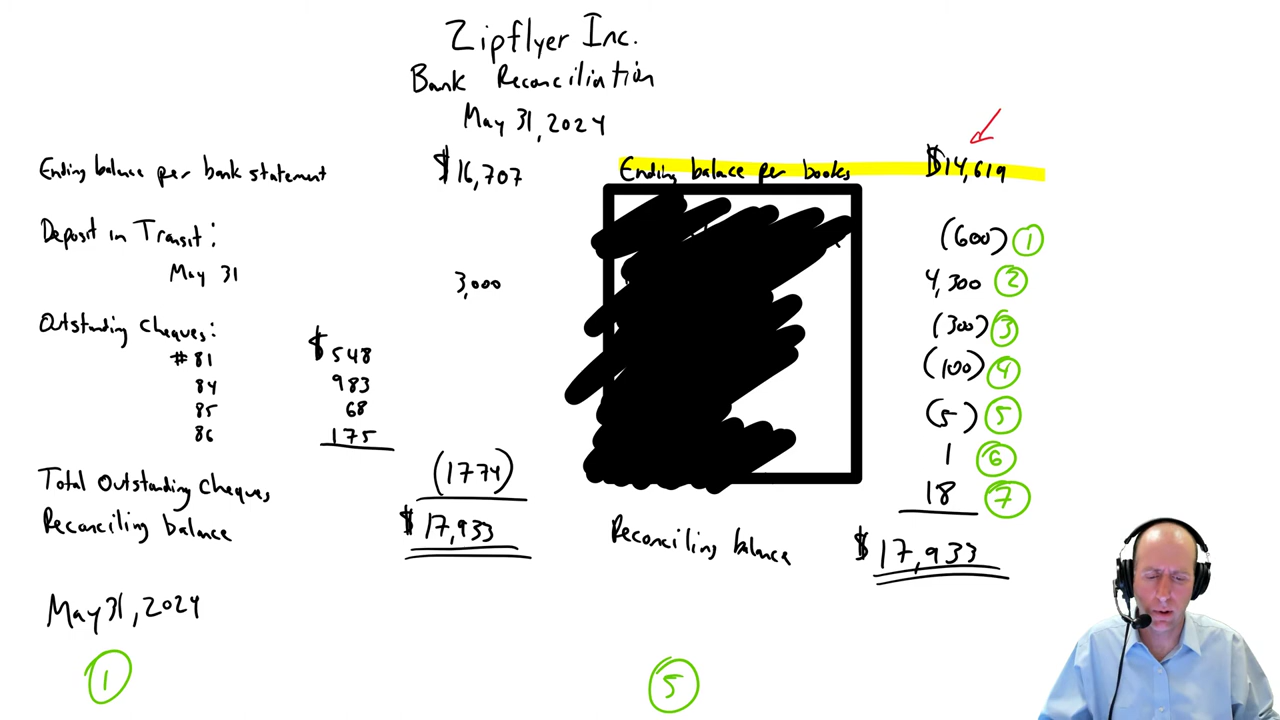 Zipflyer Inc.
Bank Reconciliation
May 31, 2024
Ending balance per bank statement $16,707
Deposit in Transit:
May 31 3,000
Outstanding Cheques:
#81 $548
84 983
85 68
86 175
Total Outstanding Cheques (1774)
Reconciling balance $17,933
Ending balance per books $14,619
(600) 1
4,300 2
(300) 3
(100) 4
(5) 5
1 6
18 7
Reconciling balance $17,933
May 31, 2024
1
5